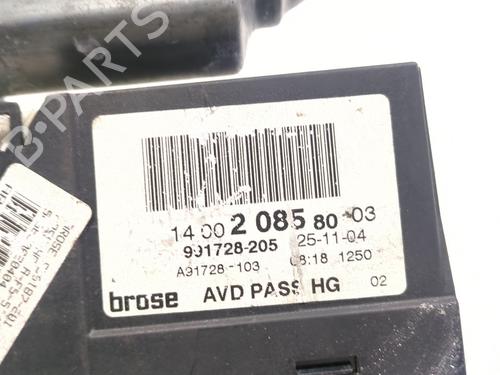 14 00 2 085 80-03
991728-205 25-11-04
A91728-103 08:18 1250
brose AVD PASS HG 02
B-PARTS